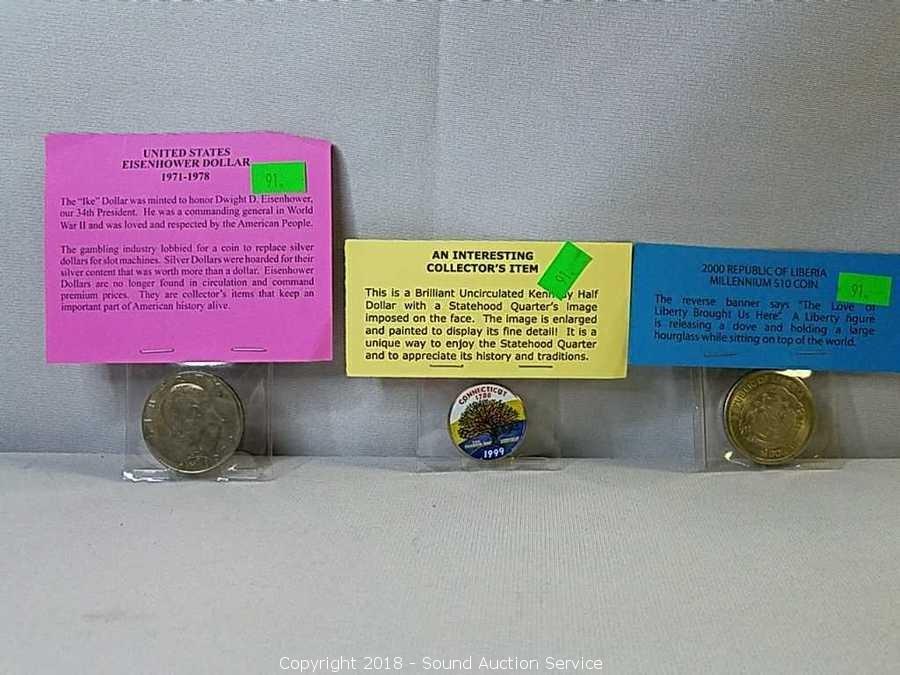 UNITED STATES
EISENHOWER DOLLAR
1971-1978
91.
The "Ike" Dollar was minted to honor Dwight D. Eisenhower,
our 34th President. He was a commanding general in World
War II and was loved and respected by the American People.
The gambling industry lobbied for a coin to replace silver
dollars for slot machines. Silver Dollars were hoarded for their
silver content that was worth more than a dollar. Eisenhower
Dollars are no longer found in circulation and command
premium prices. They are collector's items that keep an
important part of American history alive.
AN INTERESTING
COLLECTOR'S ITEM
91.
This is a Brilliant Uncirculated Kennedy Half
Dollar with a Statehood Quarter's image
imposed on the face. The image is enlarged
and painted to display its fine detail! It is a
unique way to enjoy the Statehood Quarter
and to appreciate its history and traditions.
CONNECTICUT
1788
1999
2000 REPUBLIC OF LIBERIA
MILLENNIUM $10 COIN
91.
The reverse banner says "The Love of
Liberty Brought Us Here". A Liberty figure
is releasing a dove and holding a large
hourglass while sitting on top of the world.
Copyright 2018 - Sound Auction Service